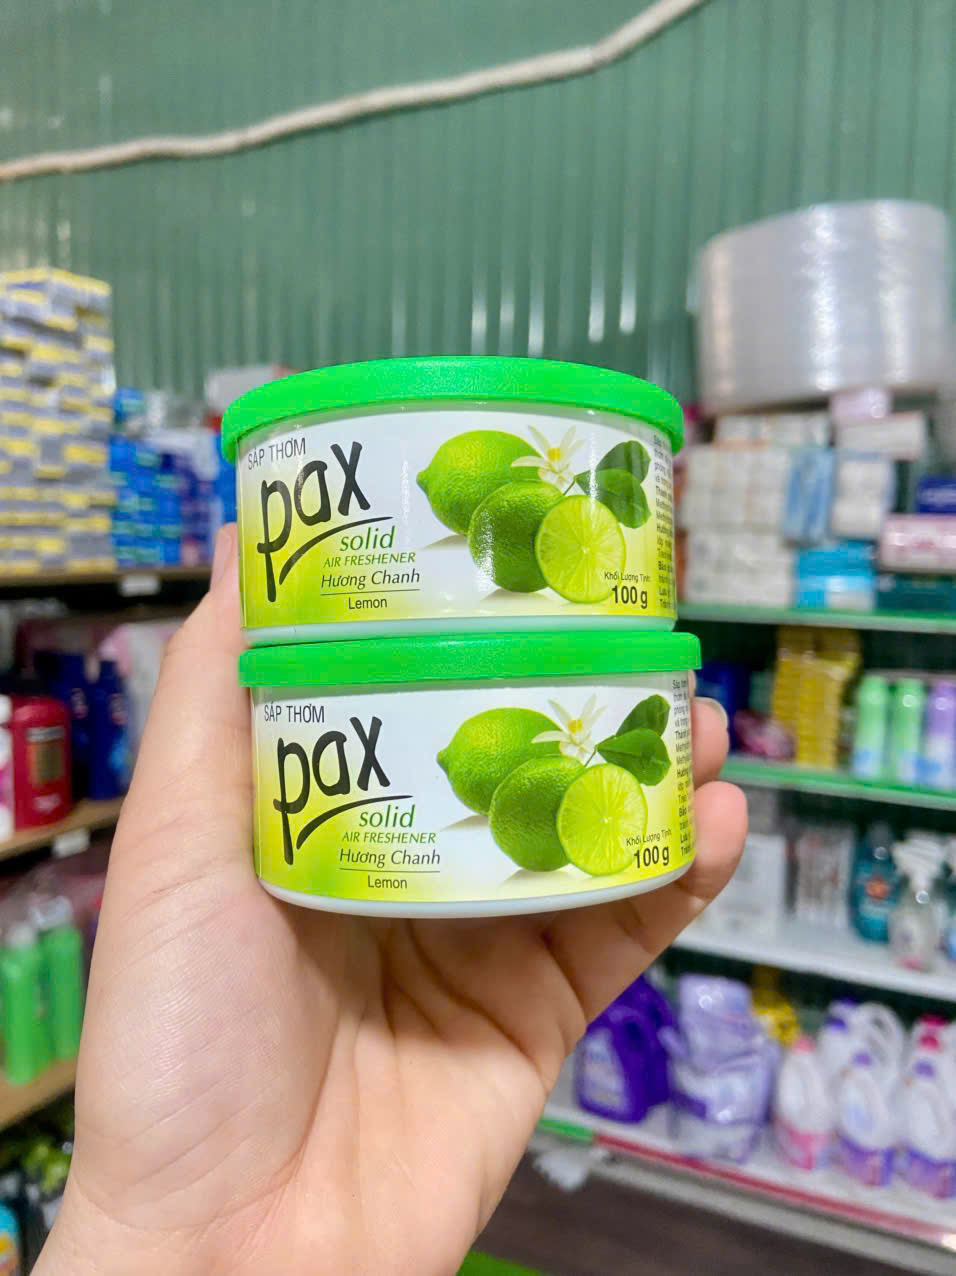 SÁP THƠM
pax
solid
AIR FRESHENER
Hương Chanh
Lemon
Khối Lượng Tịnh:
100 g
SÁP THƠM
pax
solid
AIR FRESHENER
Hương Chanh
Lemon
Khối Lượng Tịnh:
100 g